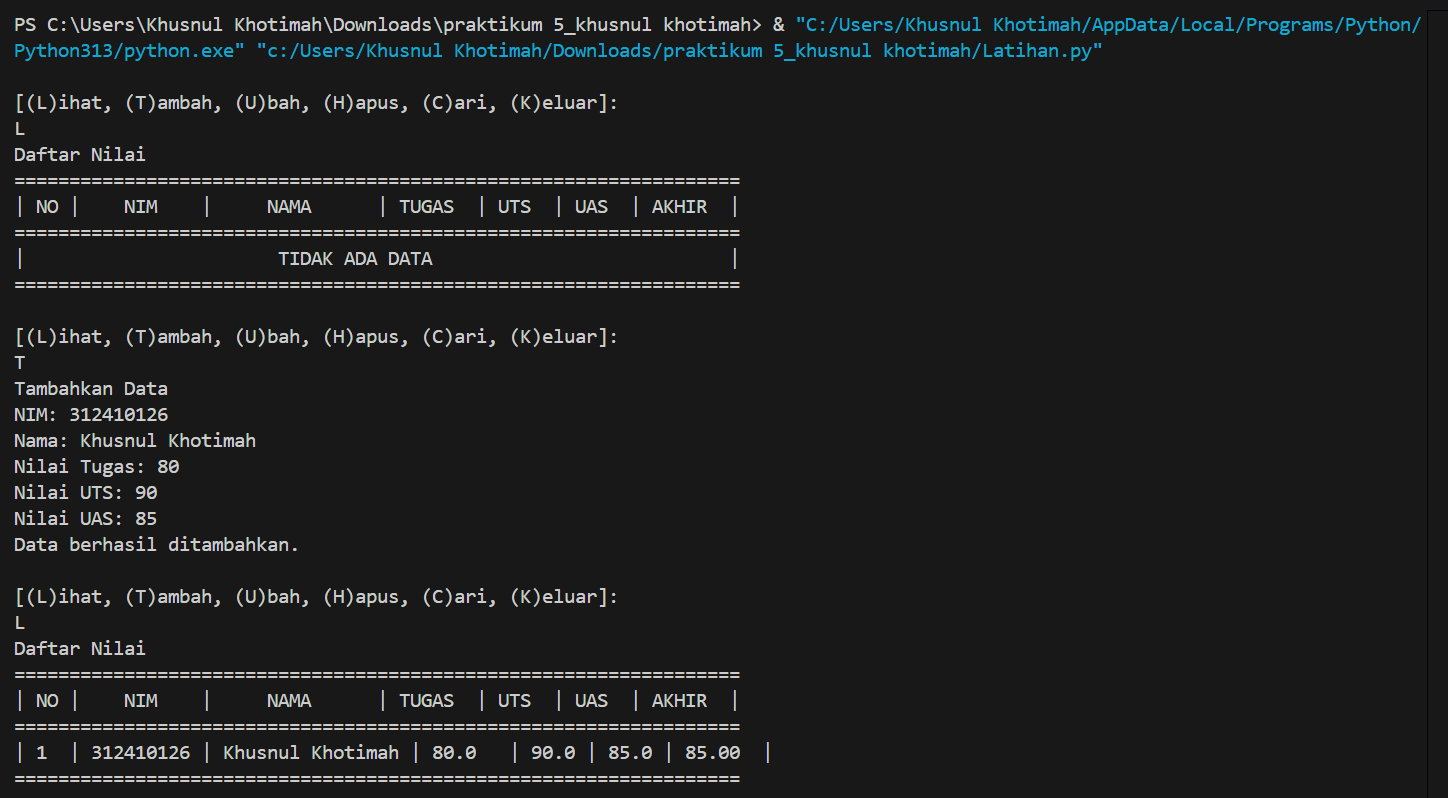 PS C:\Users\Khusnul Khotimah\Downloads\praktikum 5_khusnul khotimah> & "C:/Users/Khusnul Khotimah/AppData/Local/Programs/Python/
Python313/python.exe" "c:/Users/Khusnul Khotimah/Downloads/praktikum 5_khusnul khotimah/Latihan.py"

[(L)ihat, (T)ambah, (U)bah, (H)apus, (C)ari, (K)eluar]:
L
Daftar Nilai
==================================================================
| NO |    NIM    |     NAMA      | TUGAS  | UTS  | UAS  | AKHIR  |
==================================================================
|                       TIDAK ADA DATA                           |
==================================================================

[(L)ihat, (T)ambah, (U)bah, (H)apus, (C)ari, (K)eluar]:
T
Tambahkan Data
NIM: 312410126
Nama: Khusnul Khotimah
Nilai Tugas: 80
Nilai UTS: 90
Nilai UAS: 85
Data berhasil ditambahkan.

[(L)ihat, (T)ambah, (U)bah, (H)apus, (C)ari, (K)eluar]:
L
Daftar Nilai
==================================================================
| NO |    NIM    |     NAMA      | TUGAS  | UTS  | UAS  | AKHIR  |
==================================================================
| 1  | 312410126 | Khusnul Khotimah | 80.0   | 90.0 | 85.0 | 85.00  |
==================================================================